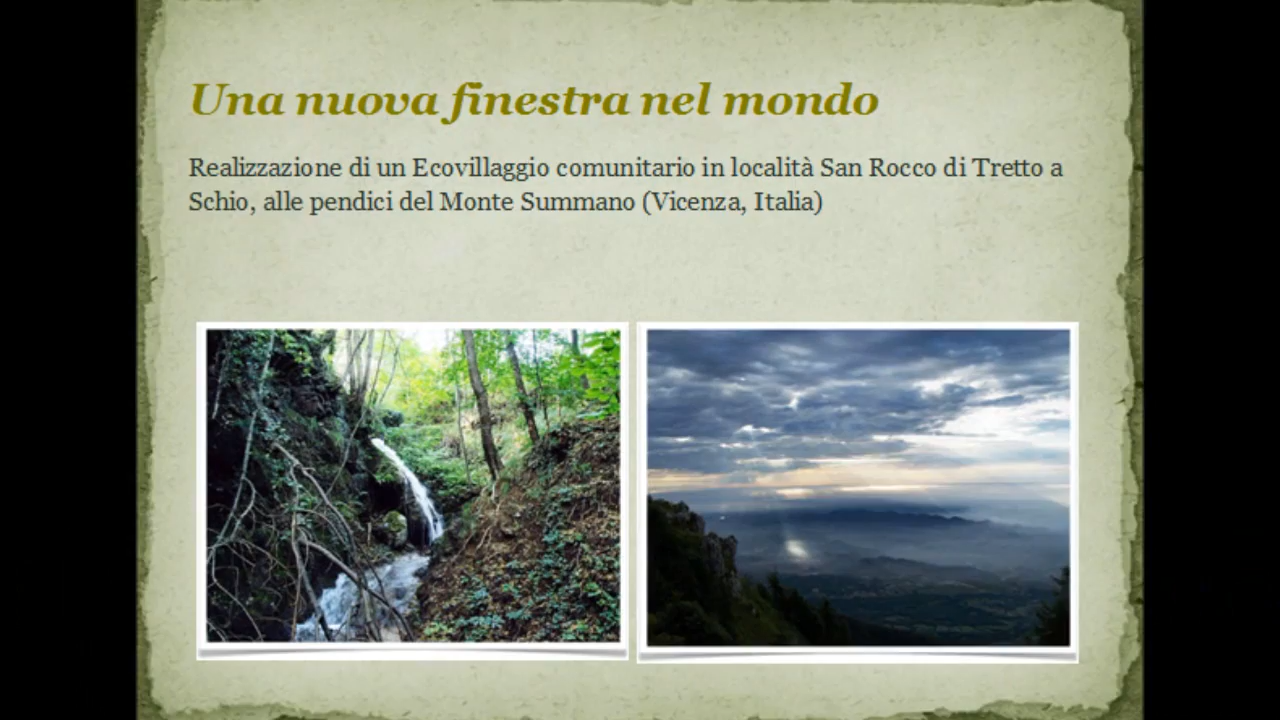 Una nuova finestra nel mondo
Realizzazione di un Ecovillaggio comunitario in località San Rocco di Tretto a
Schio, alle pendici del Monte Summano (Vicenza, Italia)